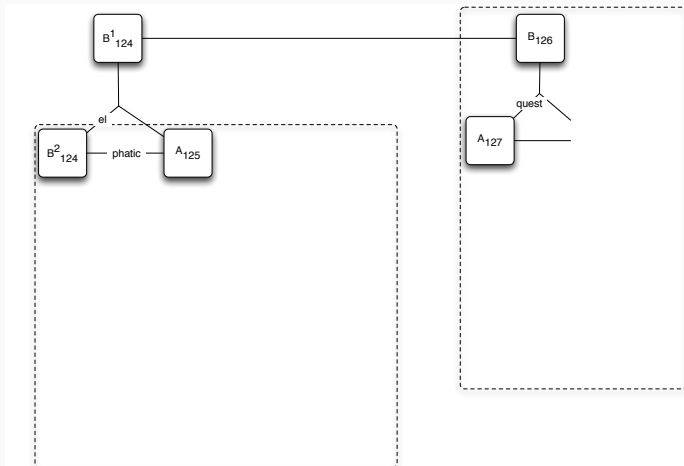 B¹₁₂₄
B₁₂₆
el
quest
B²₁₂₄
phatic
A₁₂₅
A₁₂₇